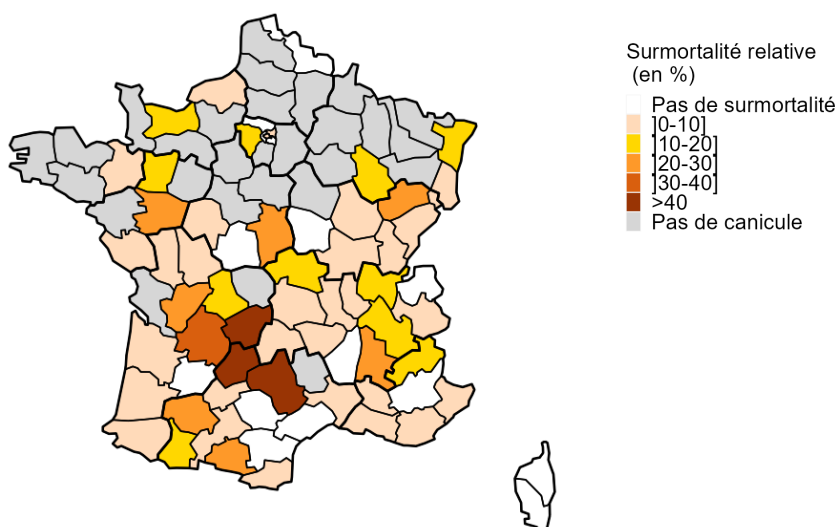 Surmortalité relative
(en %)
Pas de surmortalité
]0-10]
]10-20]
]20-30]
]30-40]
>40
Pas de canicule